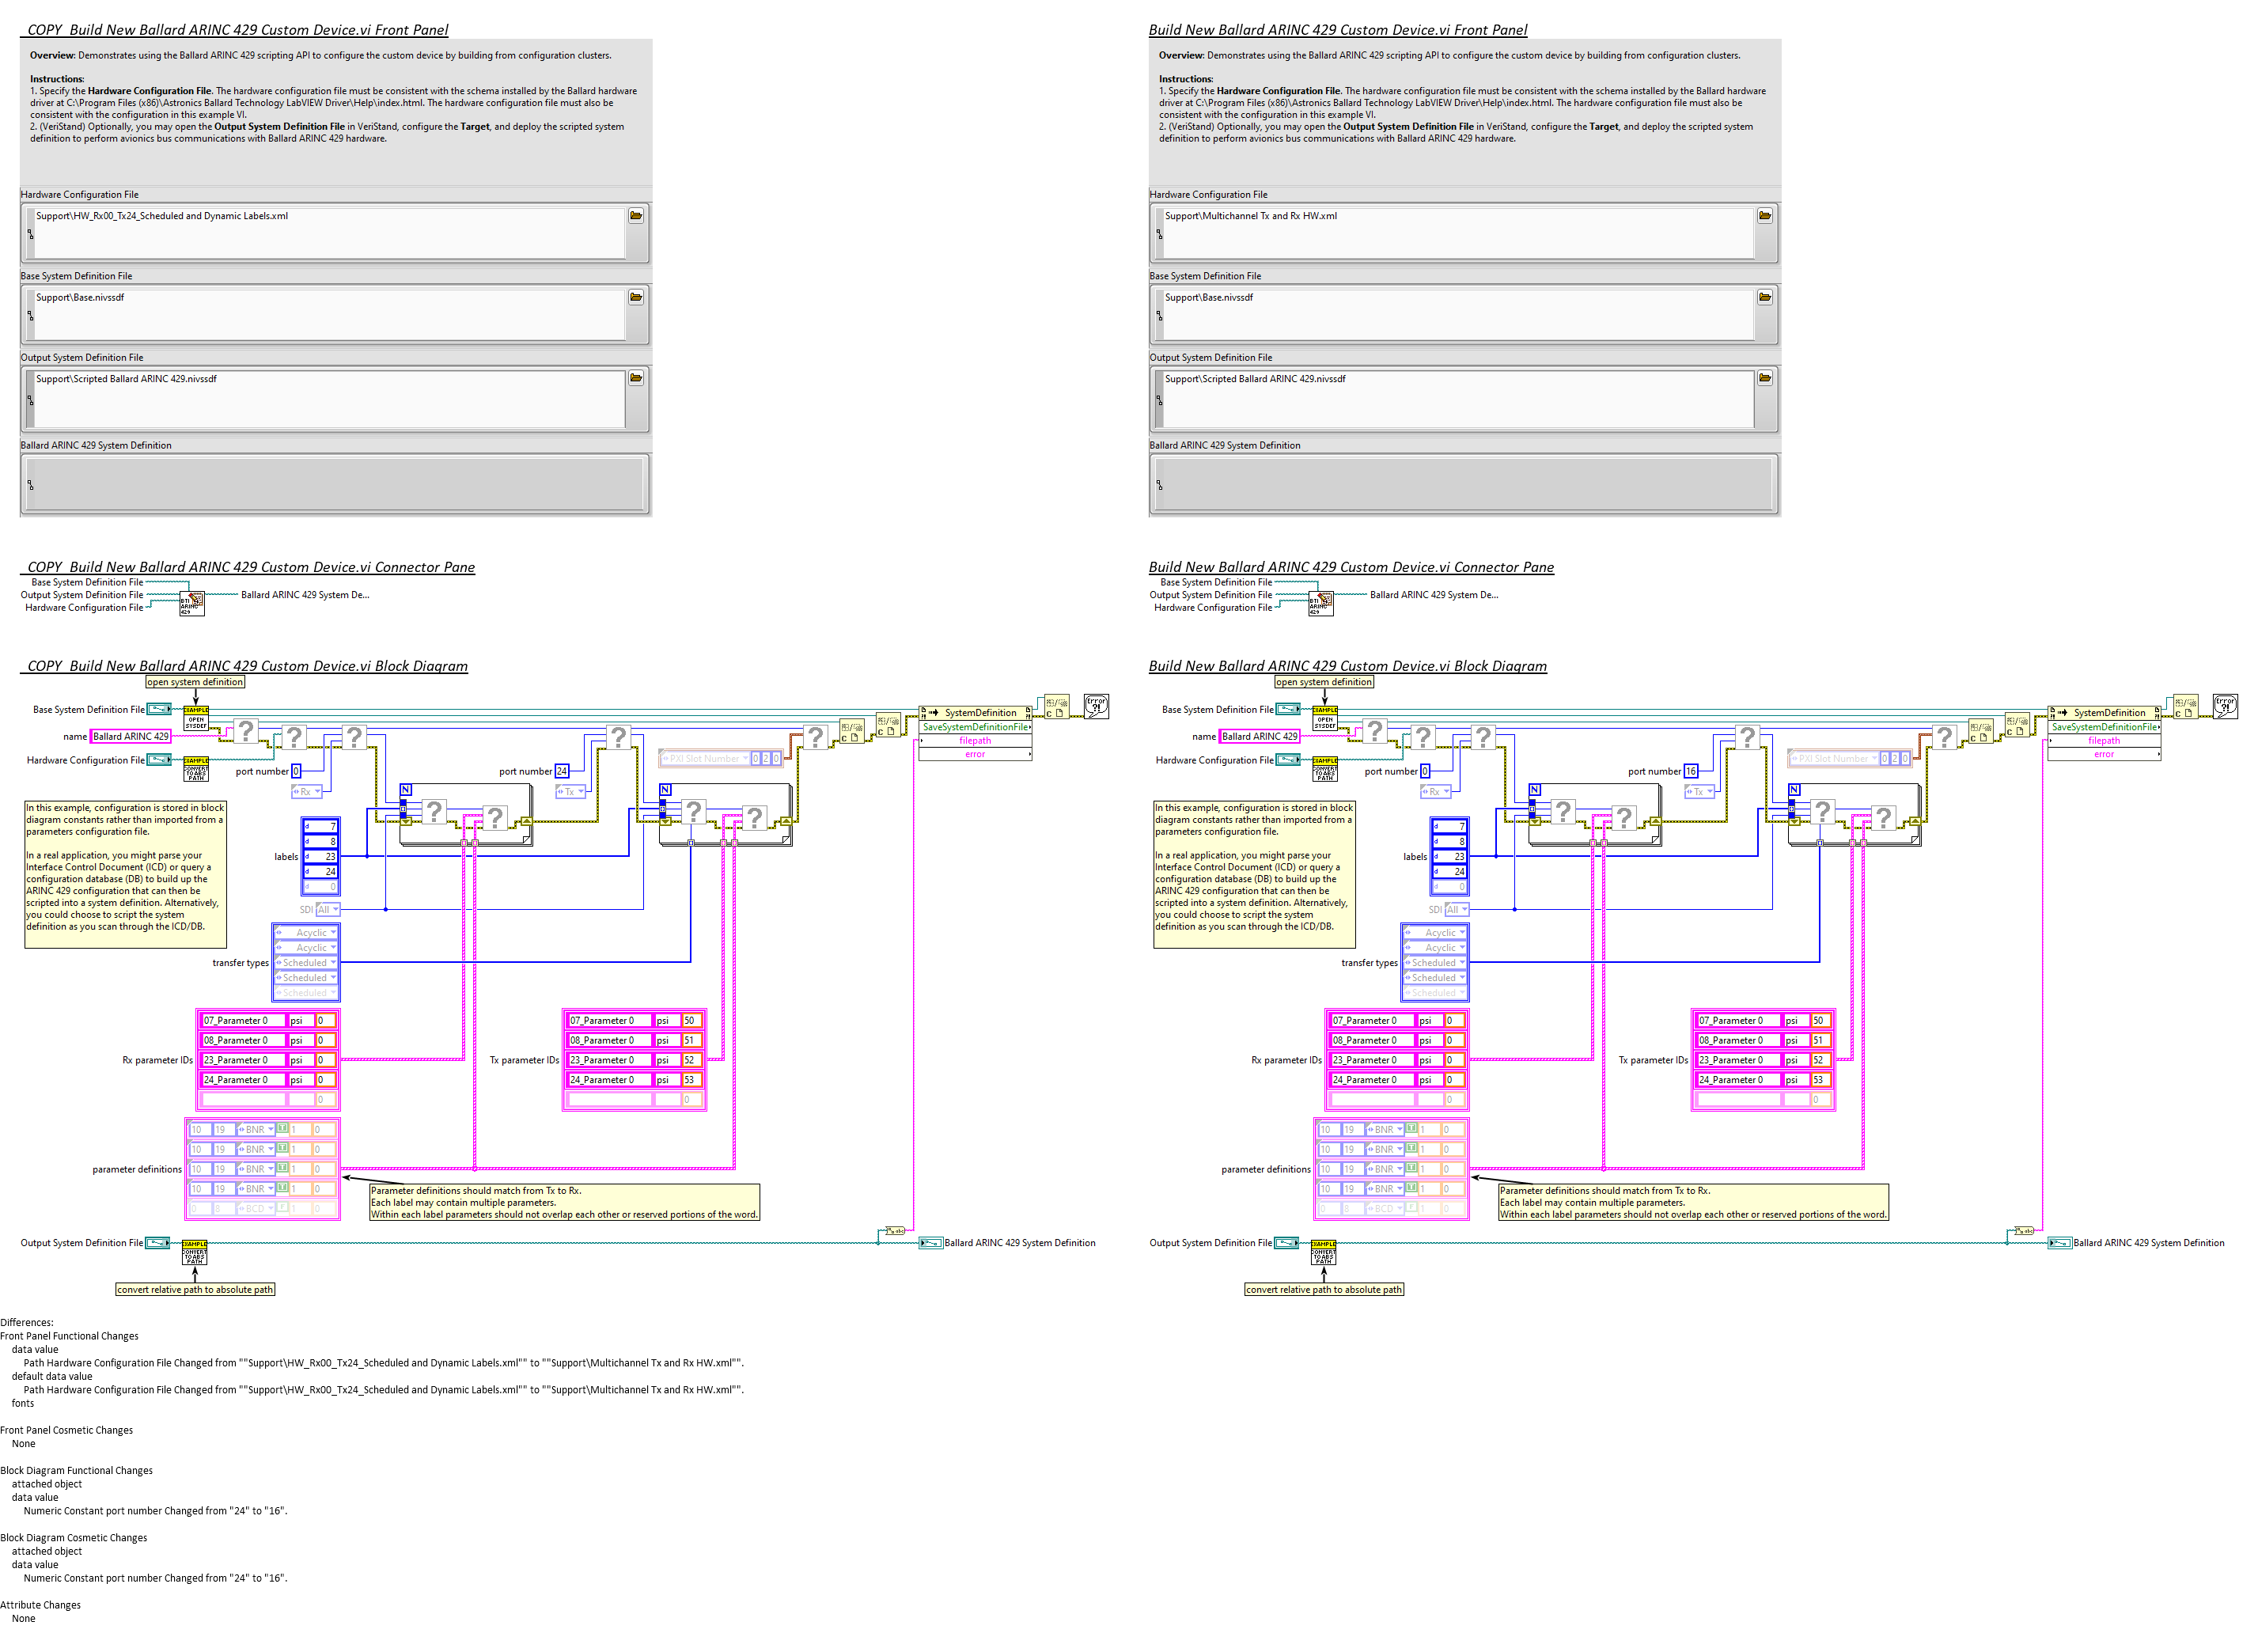 COPY_Build New Ballard ARINC 429 Custom Device.vi Front Panel
Overview: Demonstrates using the Ballard ARINC 429 scripting API to configure the custom device by building from configuration clusters.
Instructions:
1. Specify the Hardware Configuration File. The hardware configuration file must be consistent with the schema installed by the Ballard hardware
driver at C:\Program Files (x86)\Astronics Ballard Technology LabVIEW Driver\Help\index.html. The hardware configuration file must also be
consistent with the configuration in this example VI.
2. (VeriStand) Optionally, you may open the Output System Definition File in VeriStand, configure the Target, and deploy the scripted system
definition to perform avionics bus communications with Ballard ARINC 429 hardware.
Hardware Configuration File
Support\HW_Rx00_Tx24_Scheduled and Dynamic Labels.xml
Base System Definition File
Support\Base.nivssdf
Output System Definition File
Support\Scripted Ballard ARINC 429.nivssdf
Ballard ARINC 429 System Definition
COPY_Build New Ballard ARINC 429 Custom Device.vi Connector Pane
Base System Definition File
Output System Definition File
Hardware Configuration File
BTI
ARINC
429
Ballard ARINC 429 System De...
COPY_Build New Ballard ARINC 429 Custom Device.vi Block Diagram
open system definition
Base System Definition File
EXAMPLE
OPEN
SYSDEF
name
Ballard ARINC 429
Hardware Configuration File
EXAMPLE
CONVERT
TO ABS
PATH
port number 0
Rx
port number 24
Tx
PXI Slot Number 0 2 0
SystemDefinition
SaveSystemDefinitionFile
filepath
error
Error
?!
N
N
In this example, configuration is stored in block
diagram constants rather than imported from a
parameters configuration file.
In a real application, you might parse your
Interface Control Document (ICD) or query a
configuration database (DB) to build up the
ARINC 429 configuration that can then be
scripted into a system definition. Alternatively,
you could choose to script the system
definition as you scan through the ICD/DB.
labels
d 7
d 8
d 23
d 24
d 0
SDI All
transfer types
Acyclic
Acyclic
Scheduled
Scheduled
Scheduled
Rx parameter IDs
07_Parameter 0 psi 0
08_Parameter 0 psi 0
23_Parameter 0 psi 0
24_Parameter 0 psi 0
0
Tx parameter IDs
07_Parameter 0 psi 50
08_Parameter 0 psi 51
23_Parameter 0 psi 52
24_Parameter 0 psi 53
0
parameter definitions
10 19 BNR T 1 0
10 19 BNR T 1 0
10 19 BNR T 1 0
10 19 BNR T 1 0
0 8 BCD F 1 0
Parameter definitions should match from Tx to Rx.
Each label may contain multiple parameters.
Within each label parameters should not overlap each other or reserved portions of the word.
Output System Definition File
EXAMPLE
CONVERT
TO ABS
PATH
Ballard ARINC 429 System Definition
convert relative path to absolute path
Build New Ballard ARINC 429 Custom Device.vi Front Panel
Overview: Demonstrates using the Ballard ARINC 429 scripting API to configure the custom device by building from configuration clusters.
Instructions:
1. Specify the Hardware Configuration File. The hardware configuration file must be consistent with the schema installed by the Ballard hardware
driver at C:\Program Files (x86)\Astronics Ballard Technology LabVIEW Driver\Help\index.html. The hardware configuration file must also be
consistent with the configuration in this example VI.
2. (VeriStand) Optionally, you may open the Output System Definition File in VeriStand, configure the Target, and deploy the scripted system
definition to perform avionics bus communications with Ballard ARINC 429 hardware.
Hardware Configuration File
Support\Multichannel Tx and Rx HW.xml
Base System Definition File
Support\Base.nivssdf
Output System Definition File
Support\Scripted Ballard ARINC 429.nivssdf
Ballard ARINC 429 System Definition
Build New Ballard ARINC 429 Custom Device.vi Connector Pane
Base System Definition File
Output System Definition File
Hardware Configuration File
BTI
ARINC
429
Ballard ARINC 429 System De...
Build New Ballard ARINC 429 Custom Device.vi Block Diagram
open system definition
Base System Definition File
EXAMPLE
OPEN
SYSDEF
name
Ballard ARINC 429
Hardware Configuration File
EXAMPLE
CONVERT
TO ABS
PATH
port number 0
Rx
port number 16
Tx
PXI Slot Number 0 2 0
SystemDefinition
SaveSystemDefinitionFile
filepath
error
Error
?!
N
N
In this example, configuration is stored in block
diagram constants rather than imported from a
parameters configuration file.
In a real application, you might parse your
Interface Control Document (ICD) or query a
configuration database (DB) to build up the
ARINC 429 configuration that can then be
scripted into a system definition. Alternatively,
you could choose to script the system
definition as you scan through the ICD/DB.
labels
d 7
d 8
d 23
d 24
d 0
SDI All
transfer types
Acyclic
Acyclic
Scheduled
Scheduled
Scheduled
Rx parameter IDs
07_Parameter 0 psi 0
08_Parameter 0 psi 0
23_Parameter 0 psi 0
24_Parameter 0 psi 0
0
Tx parameter IDs
07_Parameter 0 psi 50
08_Parameter 0 psi 51
23_Parameter 0 psi 52
24_Parameter 0 psi 53
0
parameter definitions
10 19 BNR T 1 0
10 19 BNR T 1 0
10 19 BNR T 1 0
10 19 BNR T 1 0
0 8 BCD F 1 0
Parameter definitions should match from Tx to Rx.
Each label may contain multiple parameters.
Within each label parameters should not overlap each other or reserved portions of the word.
Output System Definition File
EXAMPLE
CONVERT
TO ABS
PATH
Ballard ARINC 429 System Definition
convert relative path to absolute path
Differences:
Front Panel Functional Changes
data value
Path Hardware Configuration File Changed from ""Support\HW_Rx00_Tx24_Scheduled and Dynamic Labels.xml"" to ""Support\Multichannel Tx and Rx HW.xml"".
default data value
Path Hardware Configuration File Changed from ""Support\HW_Rx00_Tx24_Scheduled and Dynamic Labels.xml"" to ""Support\Multichannel Tx and Rx HW.xml"".
fonts
Front Panel Cosmetic Changes
None
Block Diagram Functional Changes
attached object
data value
Numeric Constant port number Changed from "24" to "16".
Block Diagram Cosmetic Changes
attached object
data value
Numeric Constant port number Changed from "24" to "16".
Attribute Changes
None